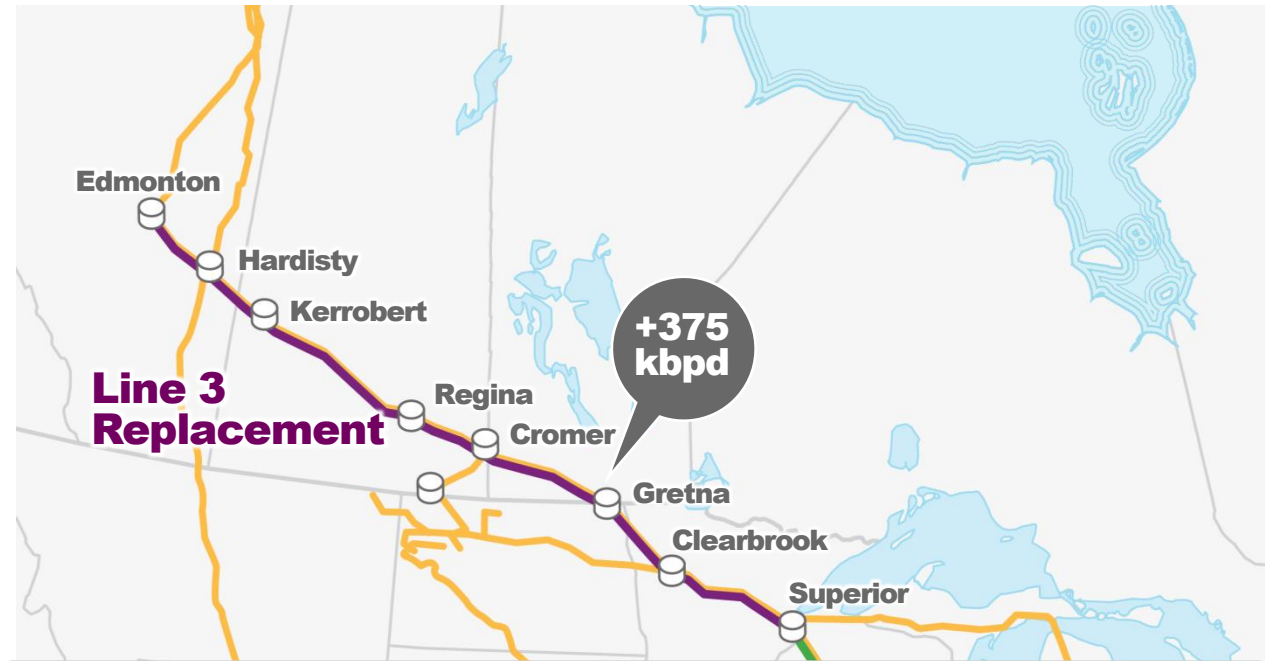 Edmonton
Hardisty
Kerrobert
+375
kbpd
Line 3
Replacement
Regina
Cromer
Gretna
Clearbrook
Superior